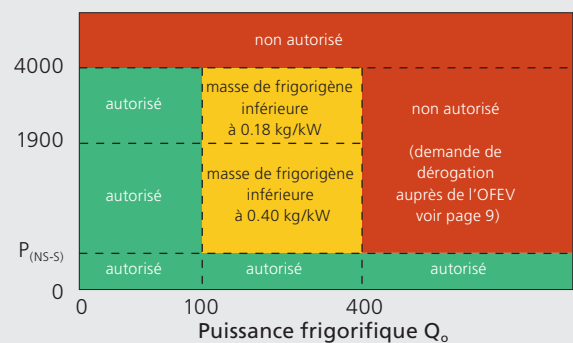 non autorisé
4000
autorisé
masse de frigorigène
inférieure
à 0.18 kg/kW
non autorisé
1900
autorisé
masse de frigorigène
inférieure
à 0.40 kg/kW
(demande de
dérogation
auprès de l'OFEV
voir page 9)
P(NS-S)
autorisé
autorisé
autorisé
0
0
100
400
Puissance frigorifique Qo